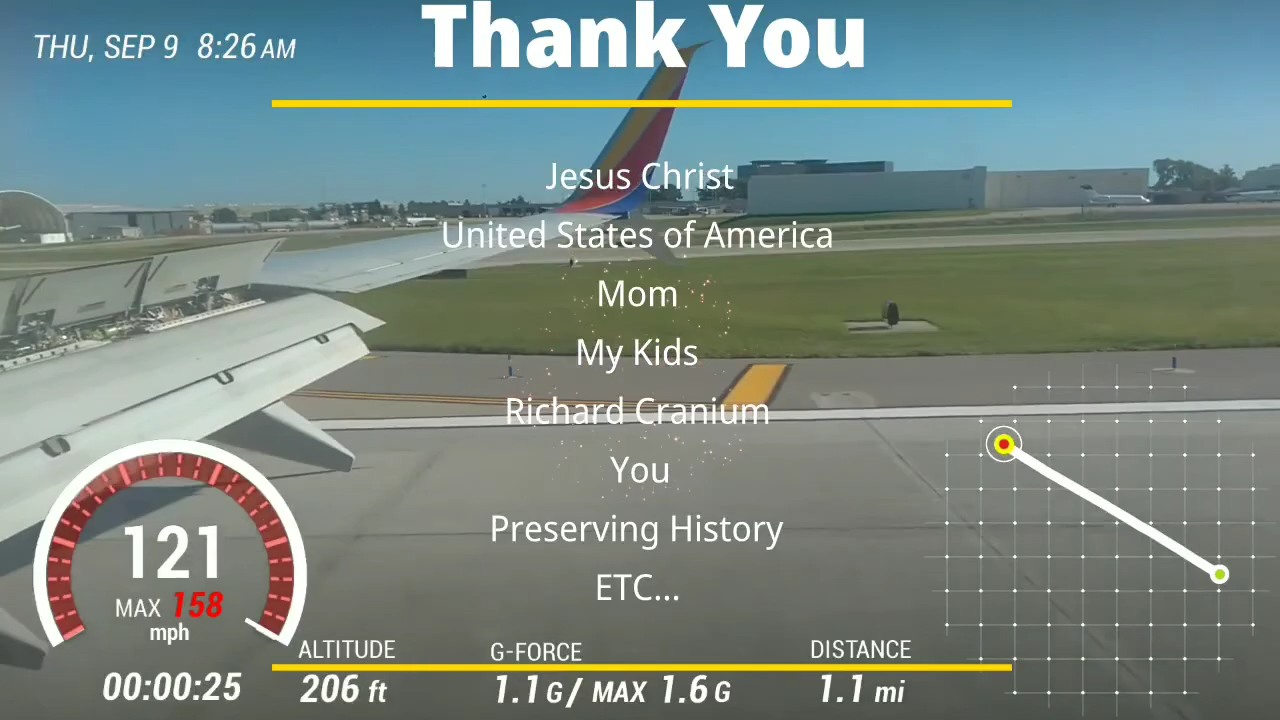 Thank You
THU, SEP 9 8:26 AM
Jesus Christ
United States of America
Mom
My Kids
Richard Cranium
You
Preserving History
ETC...
121
MAX 158
mph
00:00:25
ALTITUDE
206 ft
G-FORCE
1.1 G / MAX 1.6 G
DISTANCE
1.1 mi